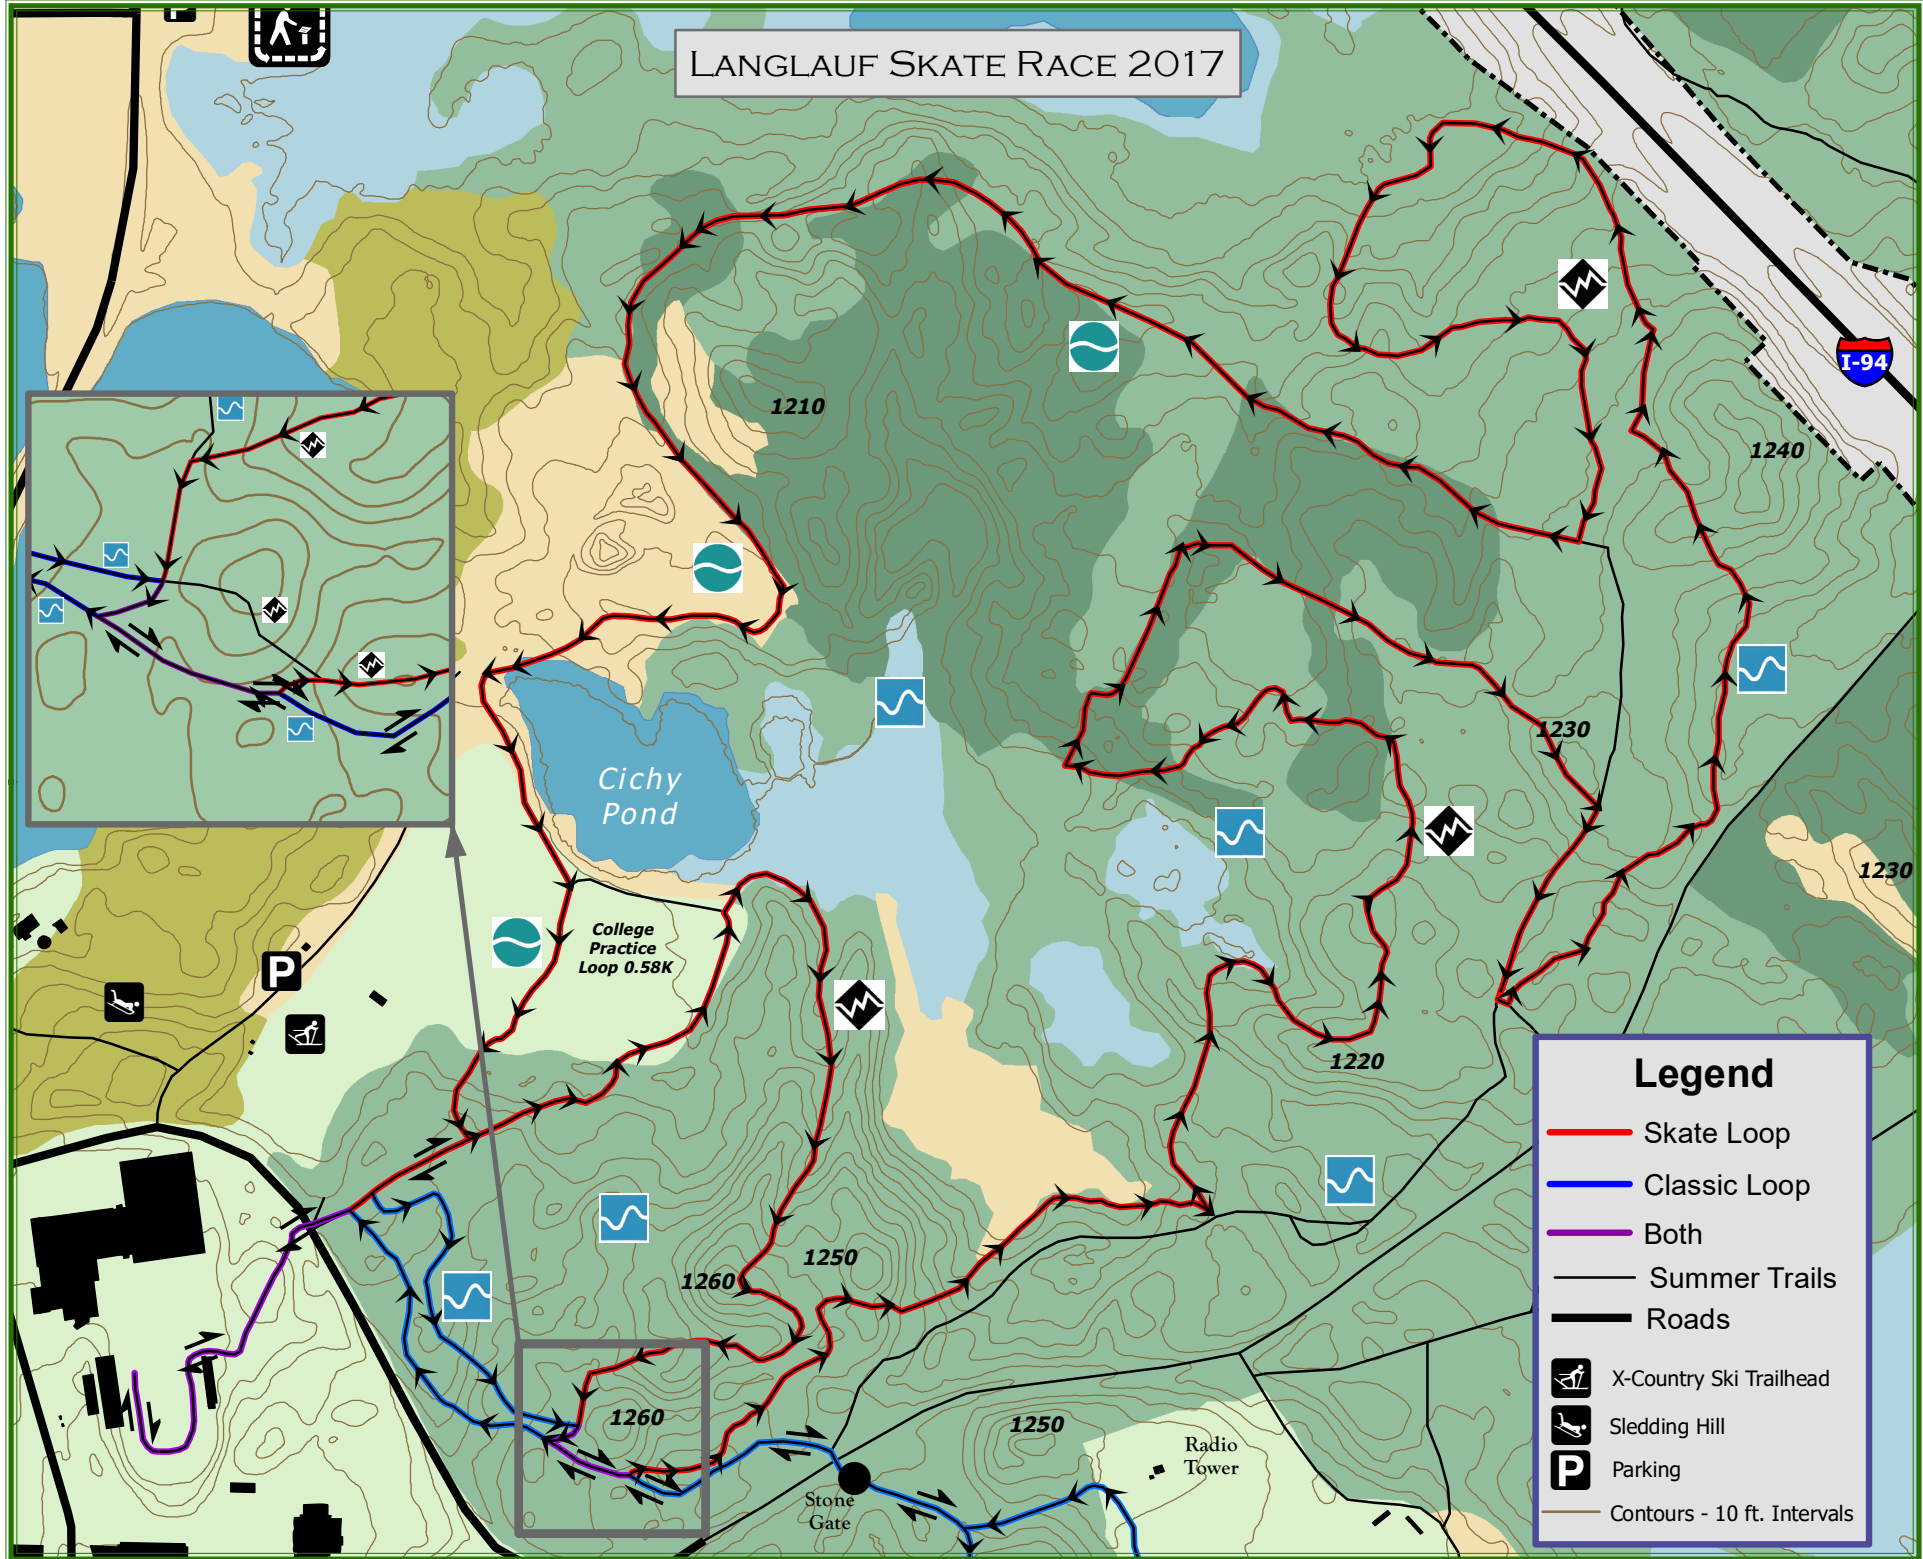 P
LANGLAUF SKATE RACE 2017
I-94
1210
1240
1230
Cichy
Pond
1230
College
Practice
Loop 0.58K
P
1220
1250
1260
1260
1250
Radio
Tower
Stone
Gate
Legend
Skate Loop
Classic Loop
Both
Summer Trails
Roads
X-Country Ski Trailhead
Sledding Hill
P
Parking
Contours - 10 ft. Intervals